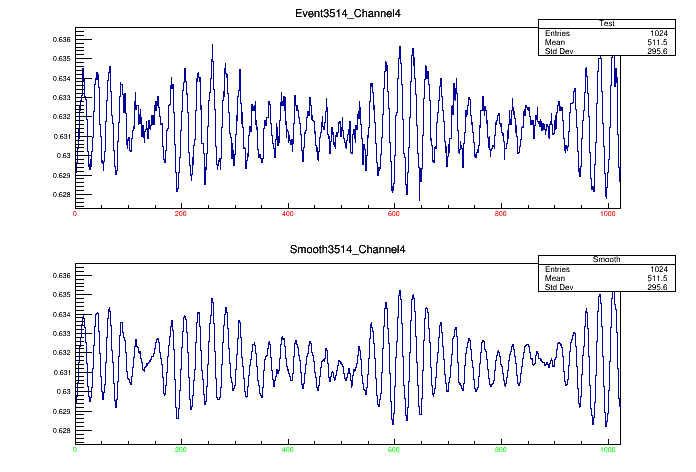 Event3514_Channel4
Test
Entries 1024
Mean 511.5
Std Dev 295.6
0.636
0.635
0.634
0.633
0.632
0.631
0.63
0.629
0.628
0 200 400 600 800 1000
Smooth3514_Channel4
Smooth
Entries 1024
Mean 511.5
Std Dev 295.6
0.636
0.635
0.634
0.633
0.632
0.631
0.63
0.629
0.628
0 200 400 600 800 1000